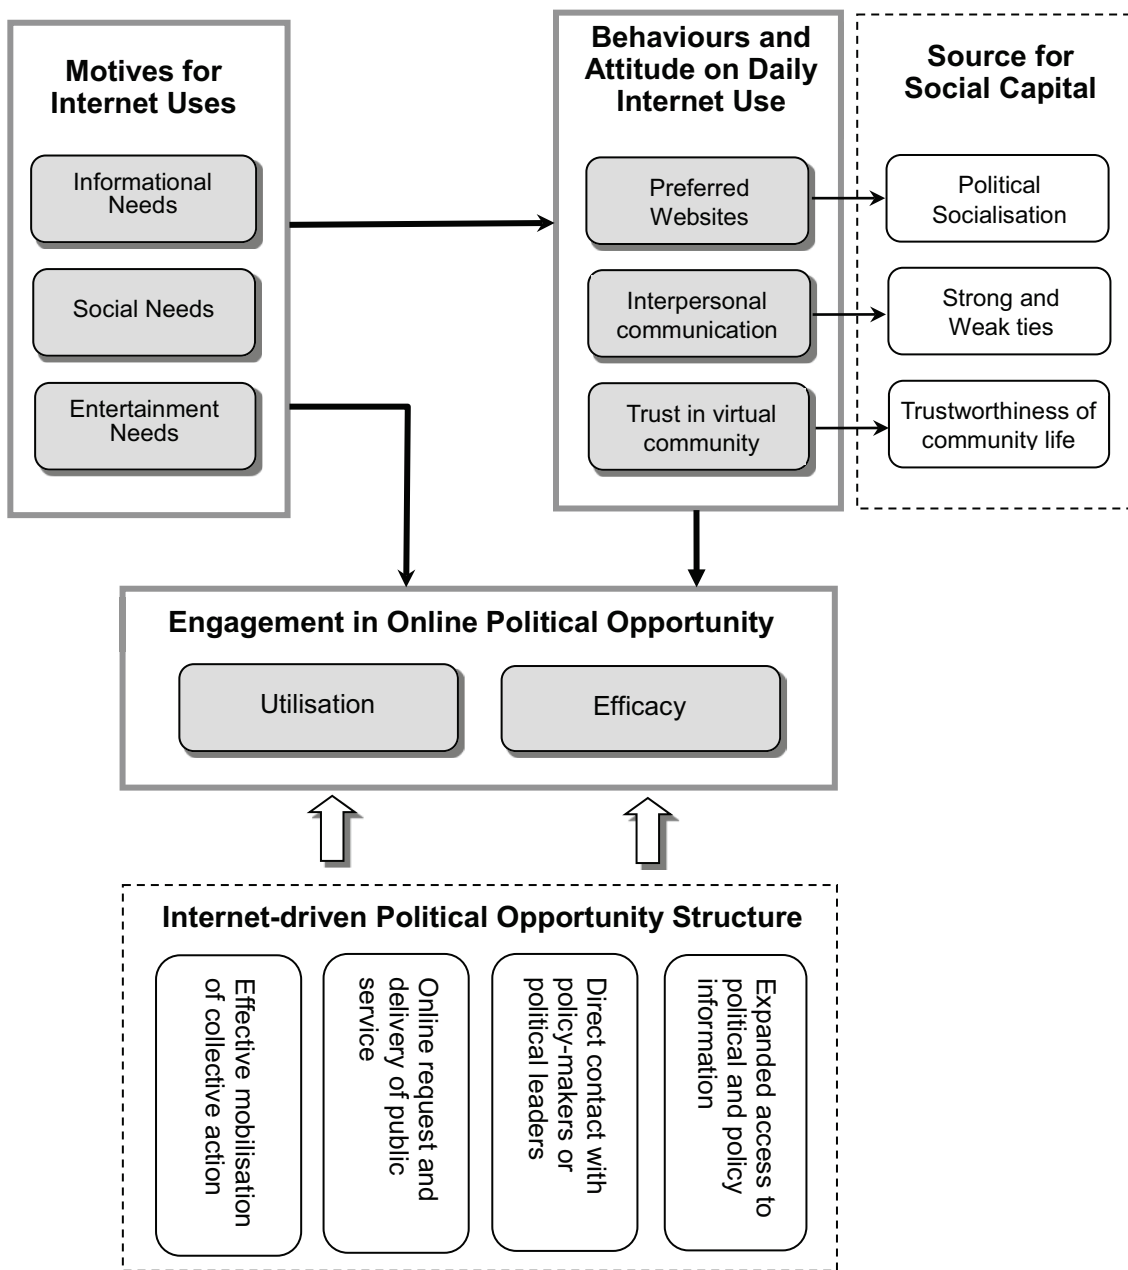 Motives for
Internet Uses
Informational
Needs
Social Needs
Entertainment
Needs
Behaviours and
Attitude on Daily
Internet Use
Preferred
Websites
Interpersonal
communication
Trust in virtual
community
Source for
Social Capital
Political
Socialisation
Strong and
Weak ties
Trustworthiness of
community life
Engagement in Online Political Opportunity
Utilisation
Efficacy
Internet-driven Political Opportunity Structure
Effective mobilisation
of collective action
Online request and
delivery of public
service
Direct contact with
policy-makers or
political leaders
Expanded access to
political and policy
information